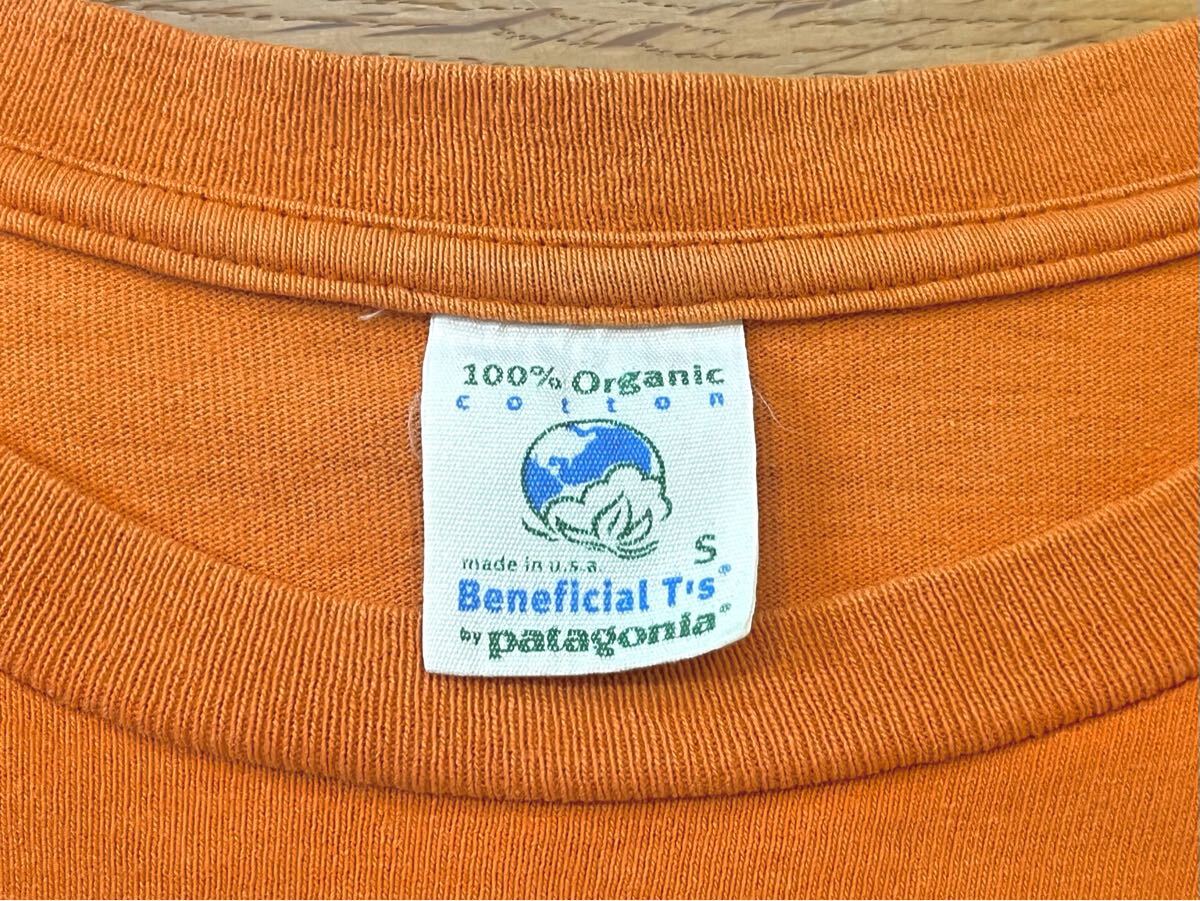 100% Organic
cotton
S
made in u.s.a.
Beneficial T's®
by patagonia®